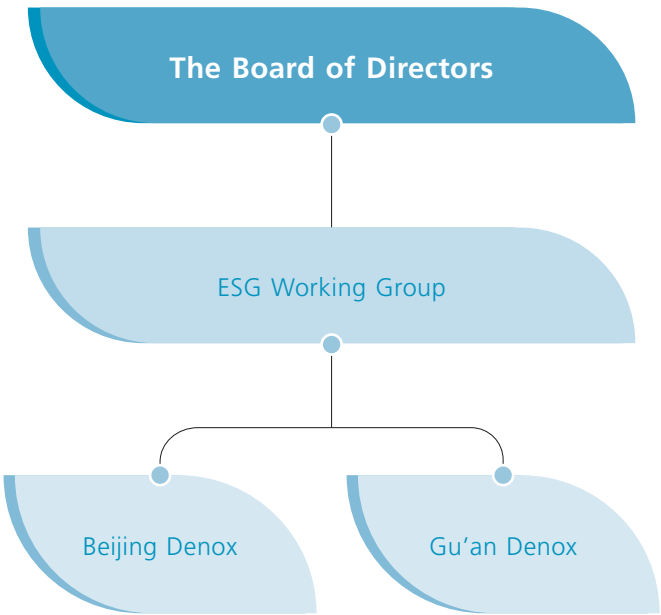 The Board of Directors
ESG Working Group
Beijing Denox
Gu’an Denox